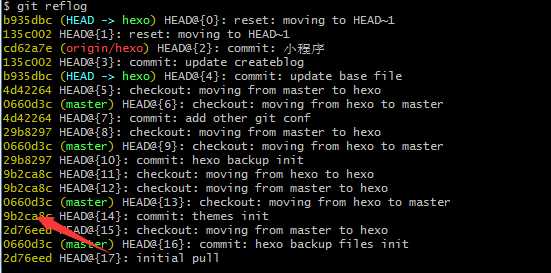 $ git reflog
b935dbc (HEAD -> hexo) HEAD@{0}: reset: moving to HEAD~1
135c002 HEAD@{1}: reset: moving to HEAD~1
cd62a7e (origin/hexo) HEAD@{2}: commit: 小程序
135c002 HEAD@{3}: commit: update createblog
b935dbc (HEAD -> hexo) HEAD@{4}: commit: update base file
4d42264 HEAD@{5}: checkout: moving from master to hexo
0660d3c (master) HEAD@{6}: checkout: moving from hexo to master
4d42264 HEAD@{7}: commit: add other git conf
29b8297 HEAD@{8}: checkout: moving from master to hexo
0660d3c (master) HEAD@{9}: checkout: moving from hexo to master
29b8297 HEAD@{10}: commit: hexo backup init
9b2ca8c HEAD@{11}: checkout: moving from hexo to hexo
9b2ca8c HEAD@{12}: checkout: moving from master to hexo
0660d3c (master) HEAD@{13}: checkout: moving from hexo to master
9b2ca8c HEAD@{14}: commit: themes init
2d76eed HEAD@{15}: checkout: moving from master to hexo
0660d3c (master) HEAD@{16}: commit: hexo backup files init
2d76eed HEAD@{17}: initial pull